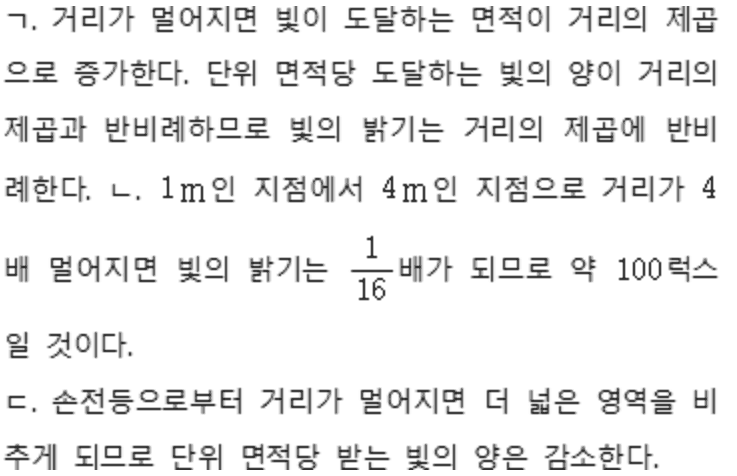 ㄱ. 거리가 멀어지면 빛이 도달하는 면적이 거리의 제곱
으로 증가한다. 단위 면적당 도달하는 빛의 양이 거리의
제곱과 반비례하므로 빛의 밝기는 거리의 제곱에 반비
례한다. ㄴ. 1m인 지점에서 4m인 지점으로 거리가 4
배 멀어지면 빛의 밝기는 1/16배가 되므로 약 100럭스
일 것이다.
ㄷ. 손전등으로부터 거리가 멀어지면 더 넓은 영역을 비
추게 되므로 단위 면적당 받는 빛의 양은 감소한다.